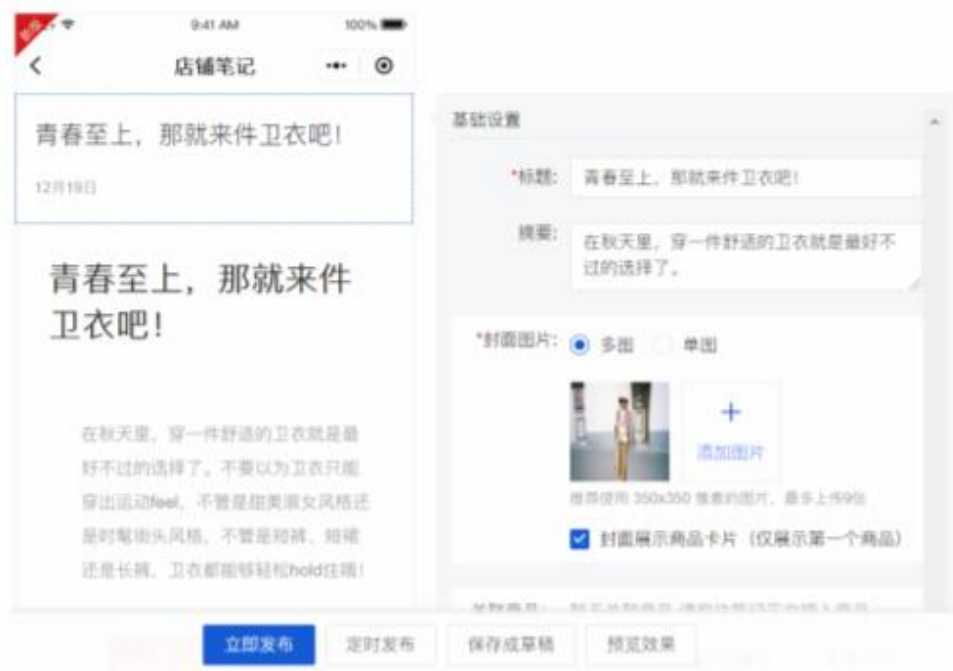 9:41 AM
100%
店铺笔记
青春至上，那就来件卫衣吧！
12月19日
青春至上，那就来件
卫衣吧！
在秋天里，穿一件舒适的卫衣就是最
好不过的选择了。不要以为卫衣只能
穿出运动feel，不管是甜美淑女风格还
是时髦街头风格，不管是短裤、短裙
还是长裤，卫衣都能够轻松hold住哦！
基础设置
*标题：
青春至上，那就来件卫衣吧！
摘要：
在秋天里，穿一件舒适的卫衣就是最好不
过的选择了。
*封面图片：
多图
单图
添加图片
推荐使用 350x350 像素的图片，最多上传9张
封面展示商品卡片（仅展示第一个商品）
立即发布
定时发布
保存成草稿
预览效果